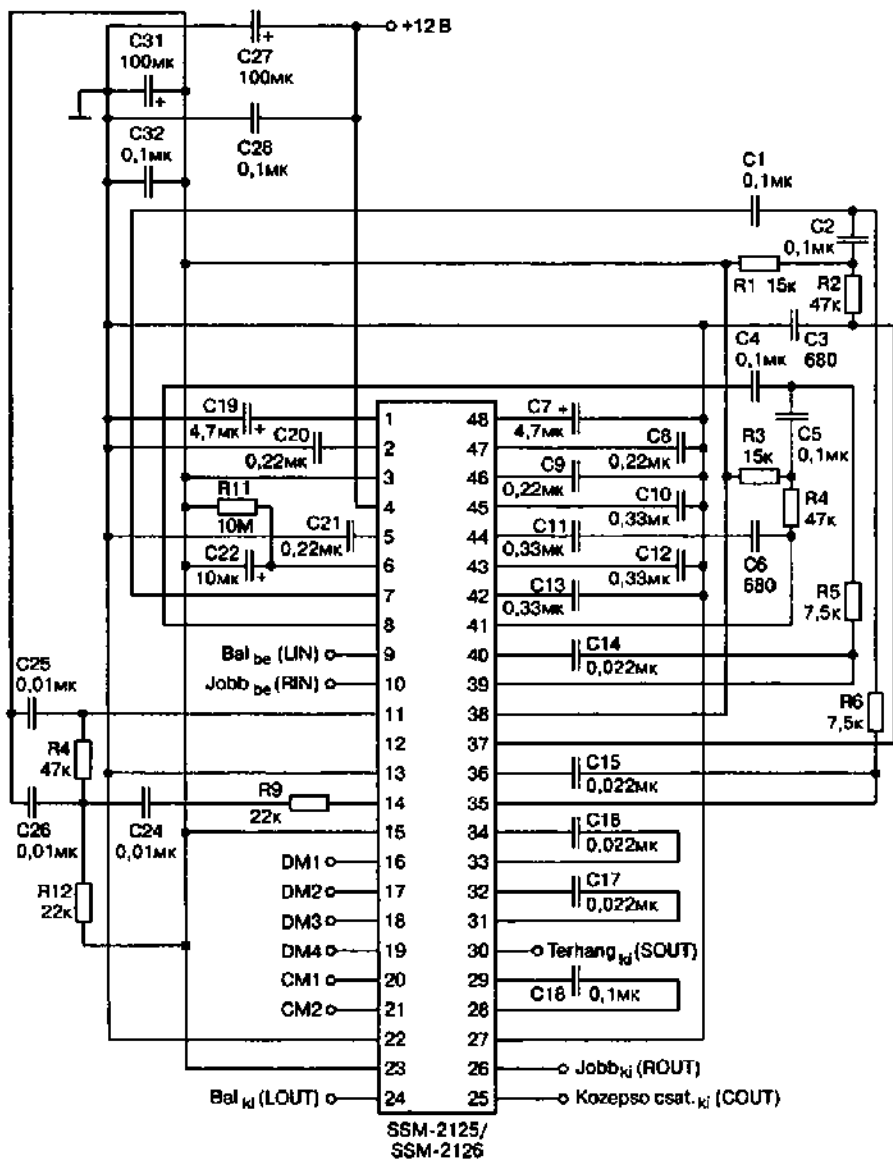 +12В
C31
100мк
C27
100мк
C32
0,1мк
C28
0,1мк
C1
0,1мк
C2
0,1мк
R1 15к
R2
47к
C4
0,1мк
C3
680
C19
4,7мк
C20
0,22мк
R11
10М
C21
0,22мк
C22
10мк
1
2
3
4
5
6
7
8
9
10
11
12
13
14
15
16
17
18
19
20
21
22
23
24
48
47
46
45
44
43
42
41
40
39
38
37
36
35
34
33
32
31
30
29
28
27
26
25
C7
4,7мк
C8
0,22мк
C9
0,22мк
C10
0,33мк
C11
0,33мк
C12
0,33мк
C13
0,33мк
C6
680
R3
15к
C5
0,1мк
R4
47к
R5
7,5к
C14
0,022мк
R6
7,5к
C15
0,022мк
C16
0,022мк
C17
0,022мк
Terhang ki (SOUT)
C18 0,1мк
Jobb ki (ROUT)
Kozepso csat. ki (COUT)
Bal be (LIN)
Jobb be (RIN)
C25
0,01мк
R4
47к
R9
22к
C26
0,01мк
C24
0,01мк
R12
22к
DM1
DM2
DM3
DM4
CM1
CM2
Bal ki (LOUT)
SSM-2125/
SSM-2126